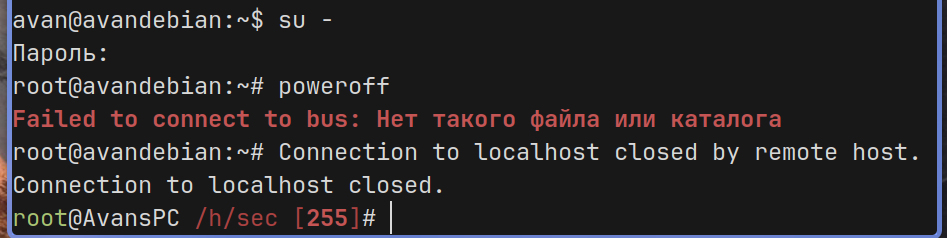 avan@avandebian:~$ su -
Пароль:
root@avandebian:~# poweroff
Failed to connect to bus: Нет такого файла или каталога
root@avandebian:~# Connection to localhost closed by remote host.
Connection to localhost closed.
root@AvansPC /h/sec [255]#